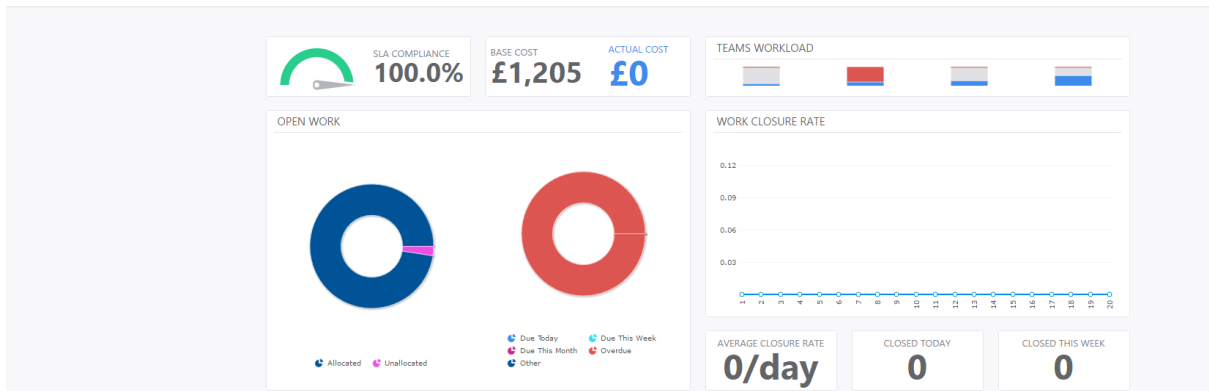 SLA COMPLIANCE
100.0%
BASE COST
£1,205
ACTUAL COST
£0
TEAMS WORKLOAD
OPEN WORK
Allocated
Unallocated
Due Today
Due This Week
Due This Month
Overdue
Other
WORK CLOSURE RATE
0.12
0.09
0.06
0.03
1 2 3 4 5 6 7 8 9 10 11 12 13 14 15 16 17 18 19 20
AVERAGE CLOSURE RATE
0/day
CLOSED TODAY
0
CLOSED THIS WEEK
0